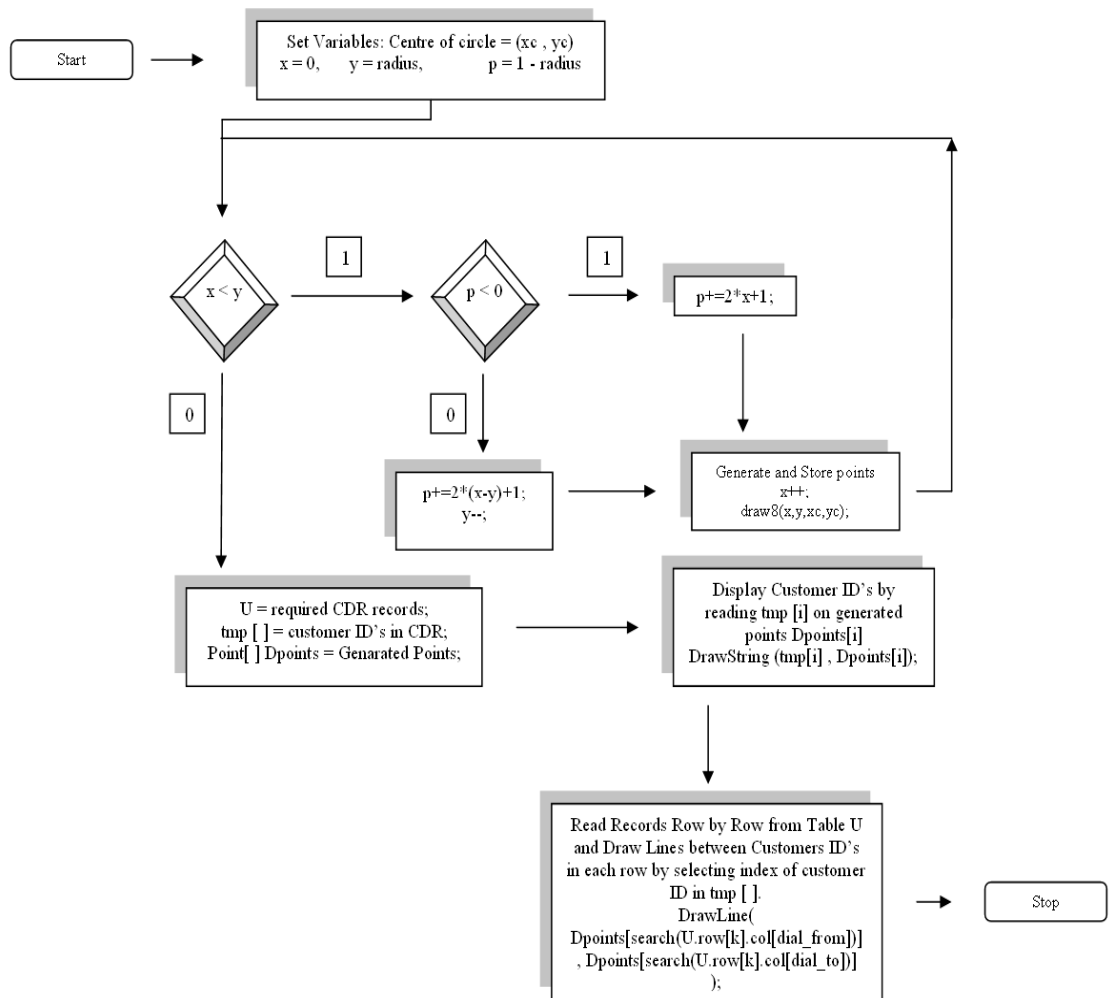 Start
Set Variables: Centre of circle = (xc , yc)
x = 0, y = radius, p = 1 - radius
x < y
1
p < 0
1
p+=2*x+1;
0
0
p+=2*(x-y)+1;
y--;
Generate and Store points
x++;
draw8(x,y,xc,yc);
U = required CDR records;
tmp [ ] = customer ID's in CDR;
Point[ ] Dpoints = Genarated Points;
Display Customer ID's by
reading tmp [i] on generated
points Dpoints[i]
DrawString (tmp[i] , Dpoints[i]);
Read Records Row by Row from Table U
and Draw Lines between Customers ID's
in each row by selecting index of customer
ID in tmp [ ].
DrawLine(
Dpoints[search(U.row[k].col[dial_from])]
, Dpoints[search(U.row[k].col[dial_to])]
);
Stop